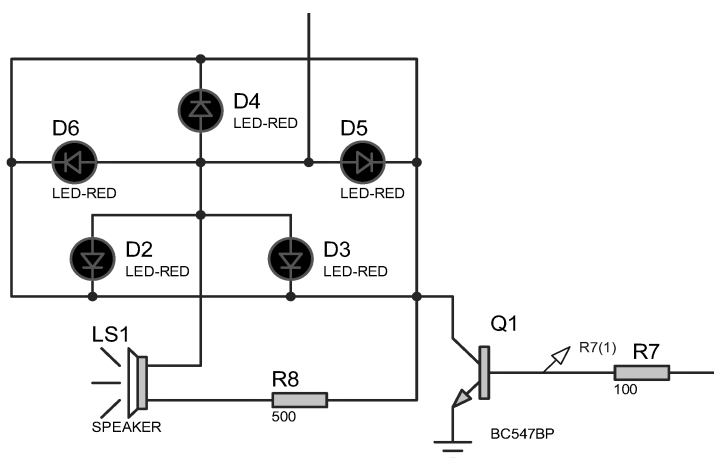 D4
LED-RED
D6
LED-RED
D5
LED-RED
D2
LED-RED
D3
LED-RED
LS1
SPEAKER
R8
500
Q1
BC547BP
R7(1)
R7
100